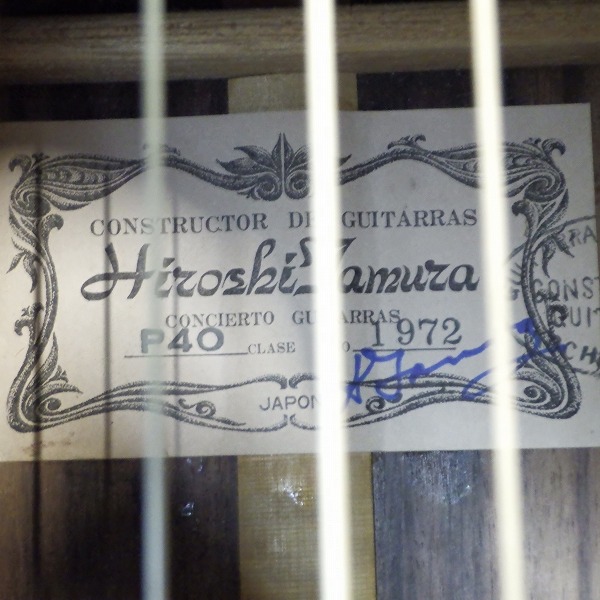 CONSTRUCTOR DE GUITARRAS
Hiroshi Tamura
CONCIERTO GUITARRAS
P40 CLASE 1972
JAPON